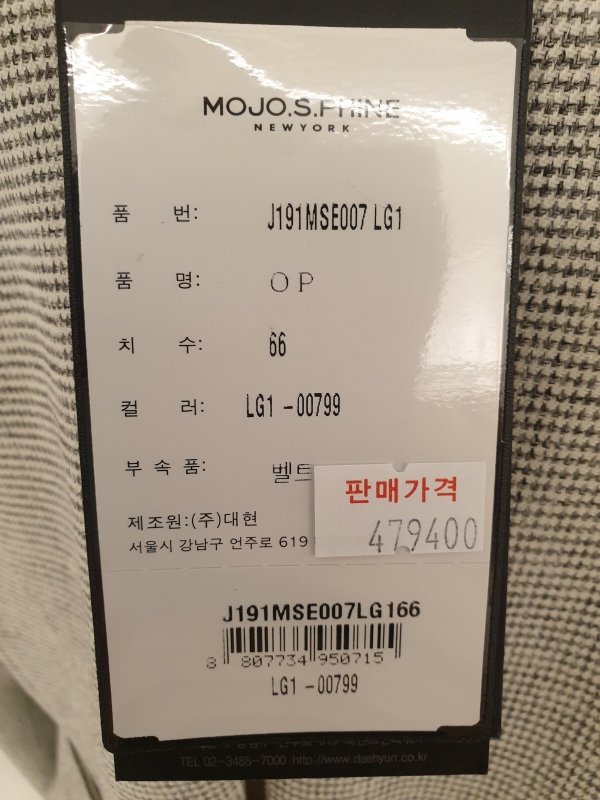 MOJO.S.PHINE
NEWYORK
품 번: J191MSE007 LG1
품 명: OP
치 수: 66
컬 러: LG1 -00799
부 속 품: 벨트
판매가격
479400
제조원:(주)대현
서울시 강남구 언주로 619
J191MSE007LG166
8 807734 950715
LG1 -00799
TEL 02-3485-7000 http://www.daehyun.co.kr